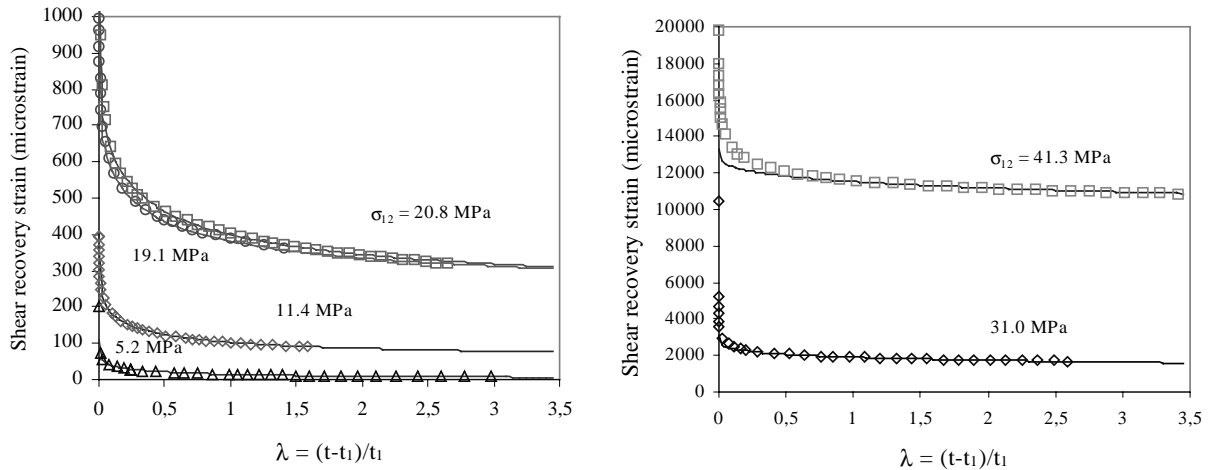 Shear recovery strain (microstrain)
1000
900
800
700
600
500
400
300
200
100
0
σ12 = 20.8 MPa
19.1 MPa
11.4 MPa
5.2 MPa
0 0,5 1 1,5 2 2,5 3 3,5
λ = (t-t1)/t1
Shear recovery strain (microstrain)
20000
18000
16000
14000
12000
10000
8000
6000
4000
2000
0
σ12 = 41.3 MPa
31.0 MPa
0 0,5 1 1,5 2 2,5 3 3,5
λ = (t-t1)/t1